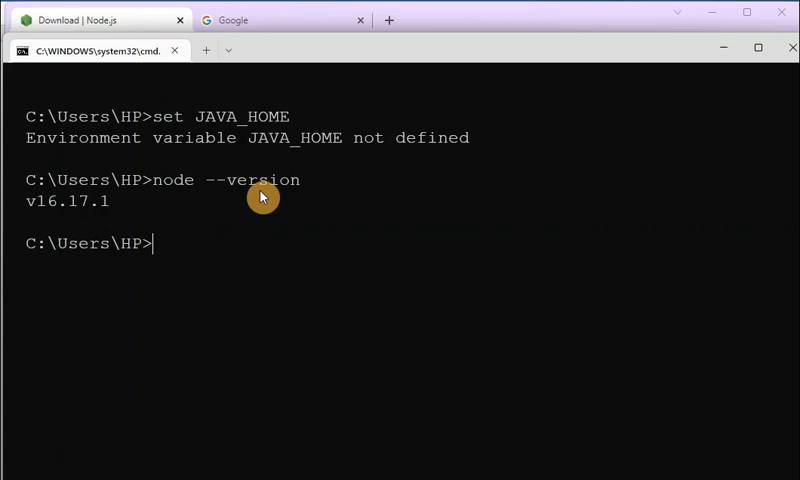 Download | Node.js
Google
C:\WINDOWS\system32\cmd.
C:\Users\HP>set JAVA_HOME
Environment variable JAVA_HOME not defined
C:\Users\HP>node --version
v16.17.1
C:\Users\HP>